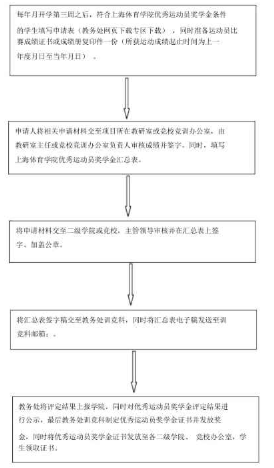 每年月开学第三周之后，符合上海体育学院优秀运动员奖学金条件
的学生填写申请表（教务处网页下载专区下载），同时准备运动员比
赛成绩证书或成绩册复印件一份（所获运动成绩起止时间为上一
年度月日至当年月日）。
申请人将相关申请材料交至项目所在教研室或竞校竞训办公室，由
教研室主任或竞校竞训办公室负责人审核成绩并签字。同时，填写
上海体育学院优秀运动员奖学金汇总表。
将申请材料交至二级学院或竞校，主管领导审核并在汇总表上签
字、加盖公章。
将汇总表签字稿交至教务处训竞科，同时将汇总表电子稿发送至训
竞科邮箱：。
教务处将评定结果上报学院，同时对优秀运动员奖学金评定结果进
行公示，最后教务处训竞科制定优秀运动员奖学金证书并发放奖
金，同时将优秀运动员奖学金证书发放至各二级学院、竞校办公室，学
生领取证书。